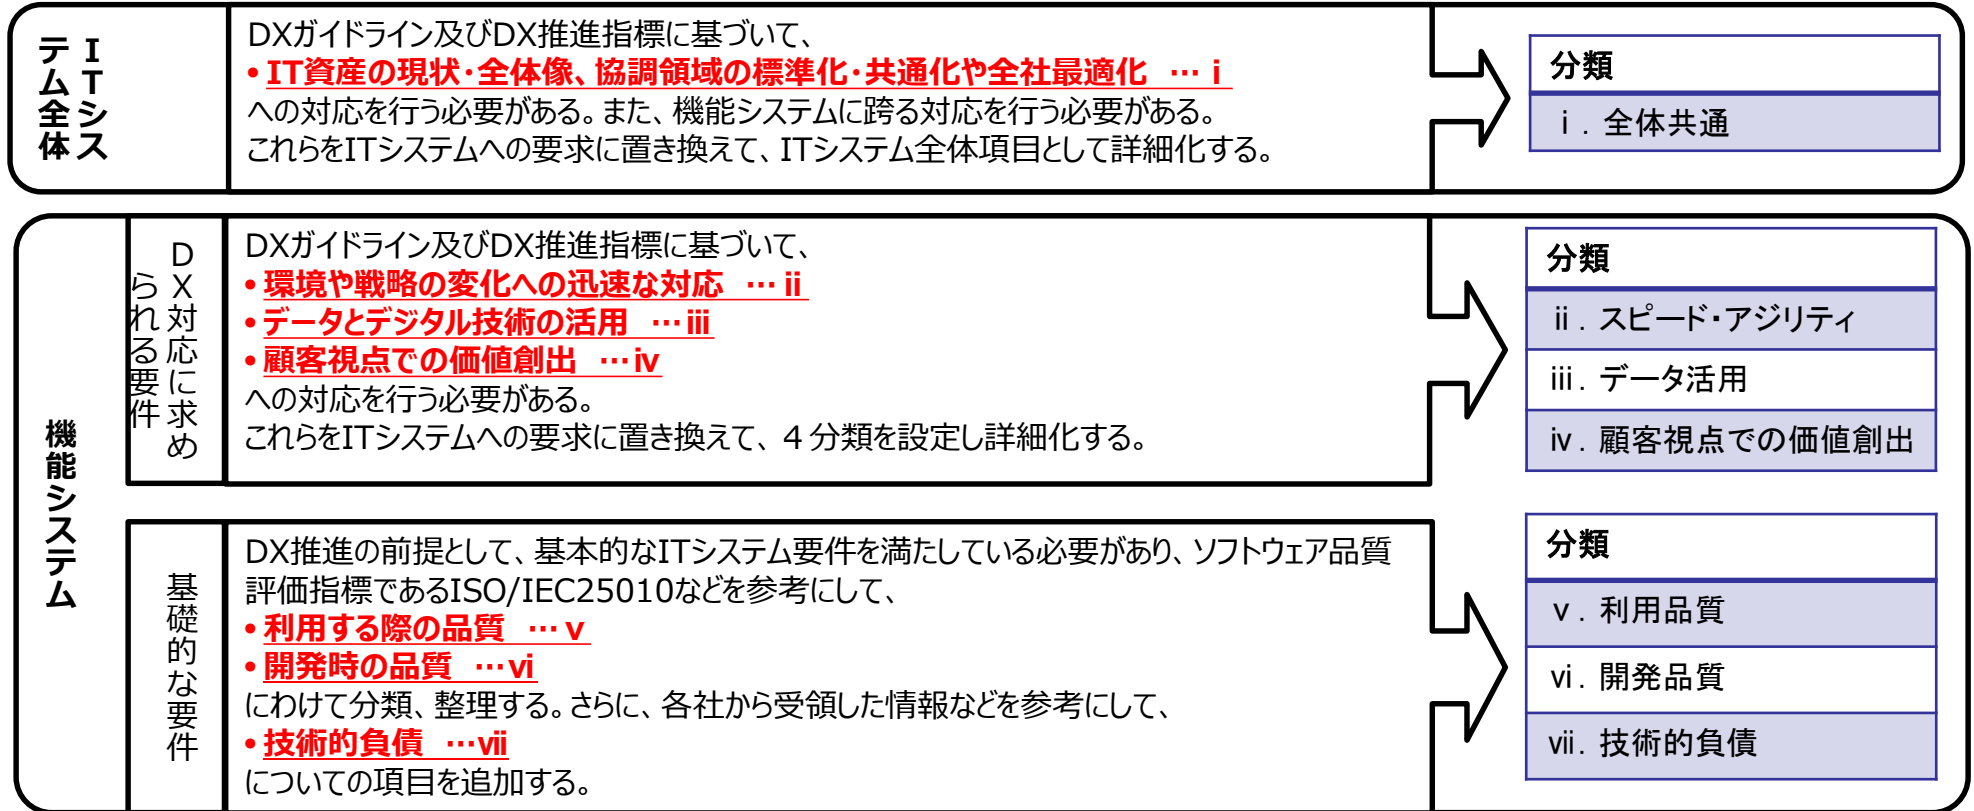 ITシス
テム全体
DXガイドライン及びDX推進指標に基づいて、
•IT資産の現状・全体像、協調領域の標準化・共通化や全社最適化 … ⅰ
への対応を行う必要がある。また、機能システムに跨る対応を行う必要がある。
これらをITシステムへの要求に置き換えて、ITシステム全体項目として詳細化する。
分類
ⅰ．全体共通
機能システム
DX対応に求め
られる要件
DXガイドライン及びDX推進指標に基づいて、
•環境や戦略の変化への迅速な対応 … ⅱ
•データとデジタル技術の活用 …ⅲ
•顧客視点での価値創出 …ⅳ
への対応を行う必要がある。
これらをITシステムへの要求に置き換えて、４分類を設定し詳細化する。
分類
ⅱ．スピード・アジリティ
ⅲ．データ活用
ⅳ．顧客視点での価値創出
基礎的な要件
DX推進の前提として、基本的なITシステム要件を満たしている必要があり、ソフトウェア品質
評価指標であるISO/IEC25010などを参考にして、
•利用する際の品質 …ⅴ
•開発時の品質 …ⅵ
にわけて分類、整理する。さらに、各社から受領した情報などを参考にして、
•技術的負債 …ⅶ
についての項目を追加する。
分類
ⅴ．利用品質
ⅵ．開発品質
ⅶ．技術的負債